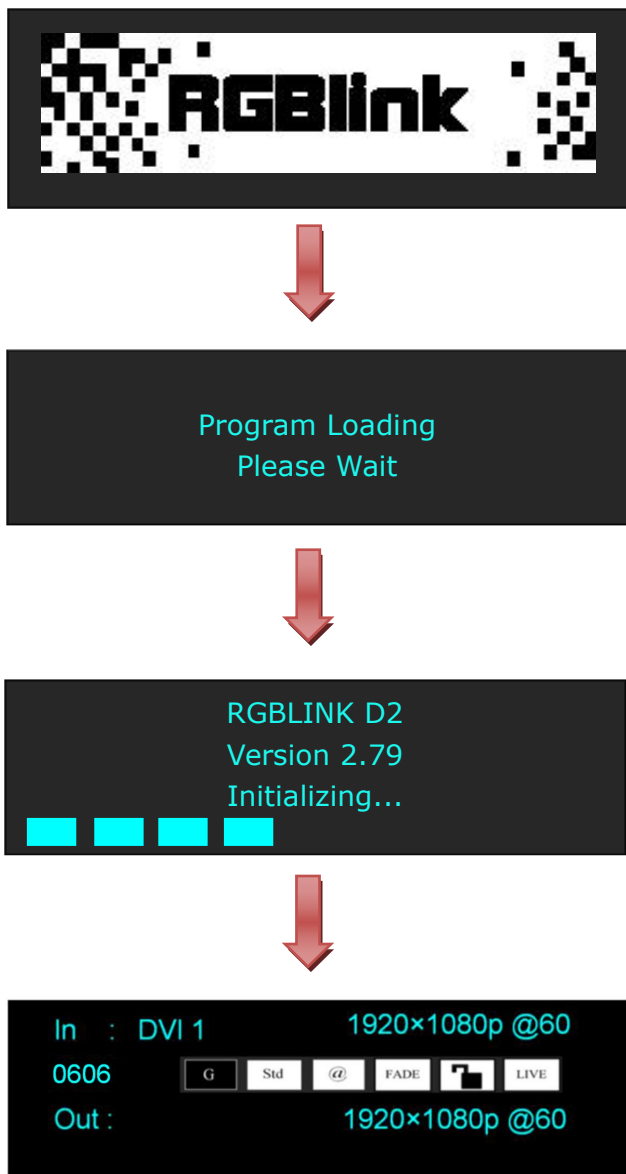 RGBlink
Program Loading
Please Wait
RGBLINK D2
Version 2.79
Initializing...
In : DVI 1 1920×1080p @60
0606 G Std @ FADE LIVE
Out : 1920×1080p @60